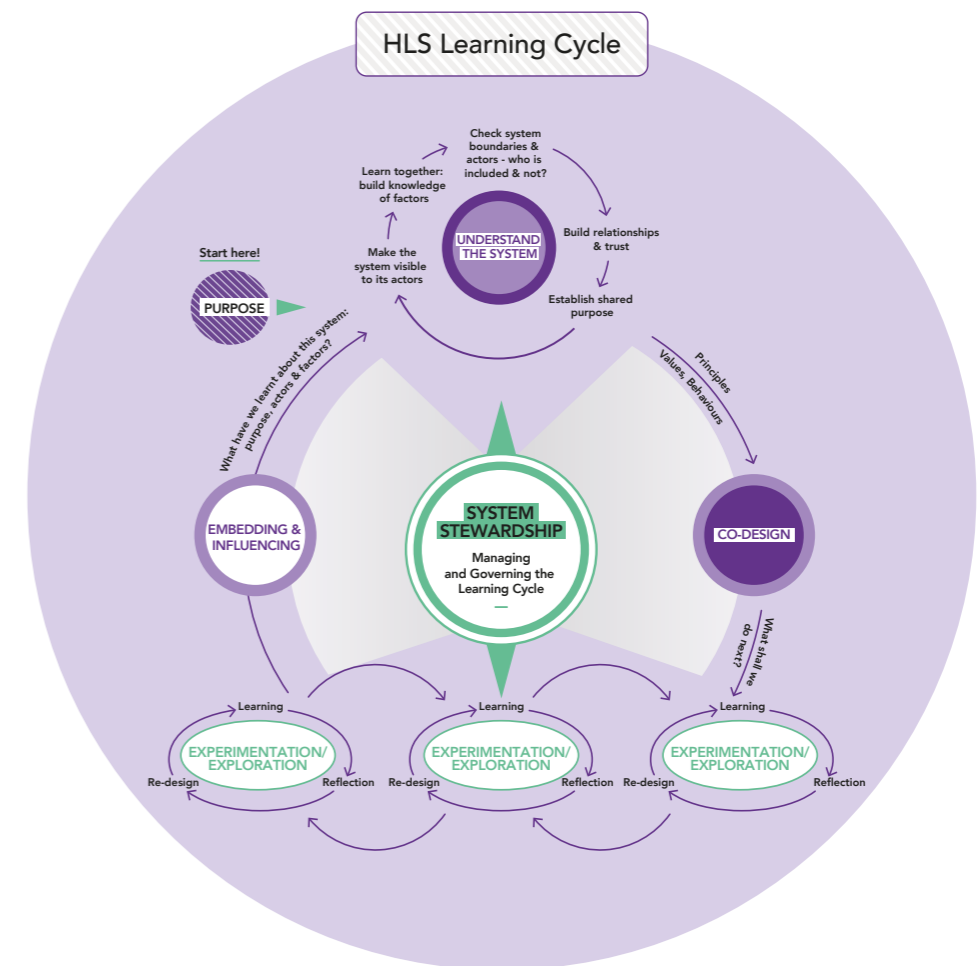 HLS Learning Cycle
Start here!
PURPOSE
Check system
boundaries &
actors - who is
included & not?
Learn together:
build knowledge
of factors
Make the
system visible
to its actors
UNDERSTAND
THE SYSTEM
Build relationships
& trust
Establish shared
purpose
What have we learnt about this system:
purpose, actors & factors?
Principles
Values, Behaviours
EMBEDDING &
INFLUENCING
SYSTEM
STEWARDSHIP
Managing
and Governing the
Learning Cycle
CO-DESIGN
What shall we
do next?
Learning
EXPERIMENTATION/
EXPLORATION
Re-design
Reflection
Learning
EXPERIMENTATION/
EXPLORATION
Re-design
Reflection
Learning
EXPERIMENTATION/
EXPLORATION
Re-design
Reflection